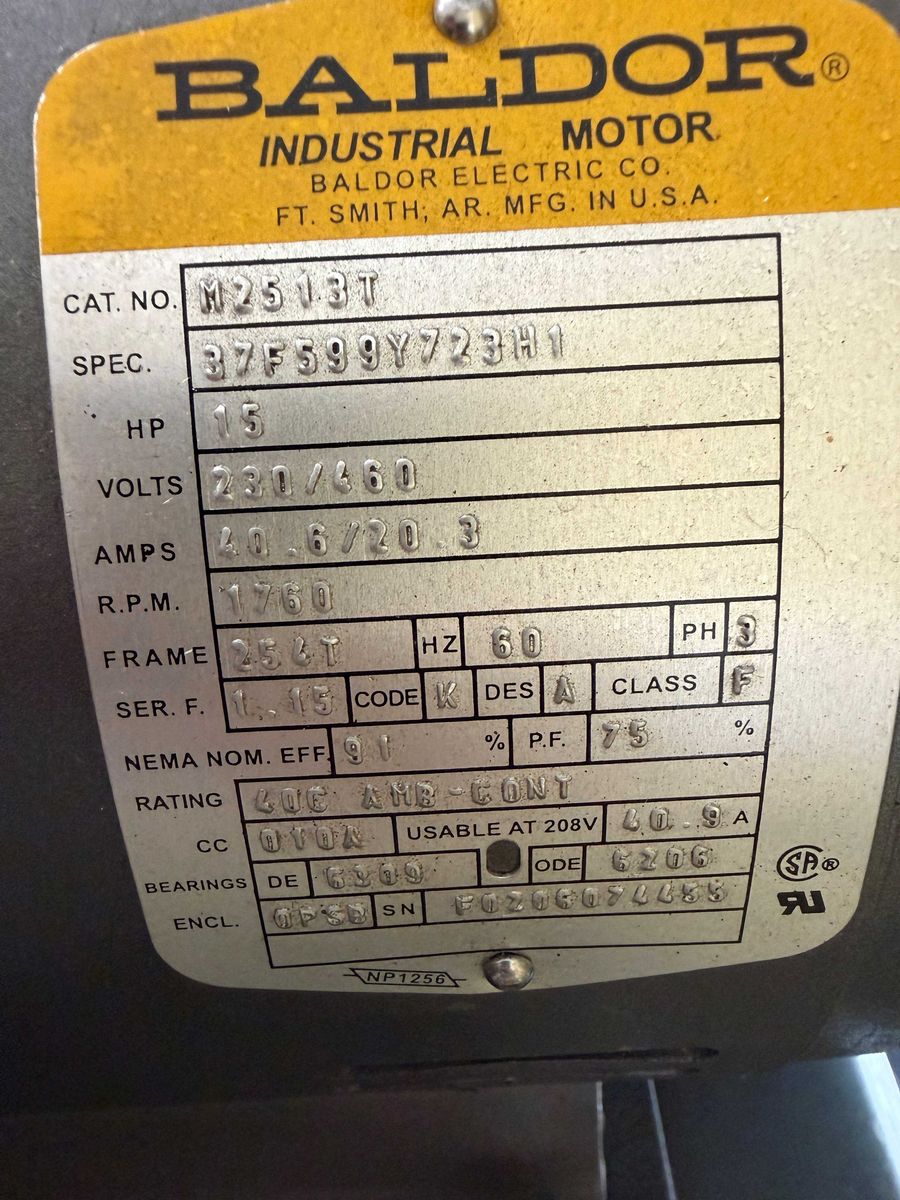 BALDOR®
INDUSTRIAL MOTOR
BALDOR ELECTRIC CO.
FT. SMITH, AR. MFG. IN U.S.A.
CAT. NO. M2513T
SPEC. 37F599Y723H1
HP 15
VOLTS 230/460
AMPS 40.6/20.3
R.P.M. 1760
FRAME 254T HZ 60 PH 3
SER. F. 1.15 CODE K DES A CLASS F
NEMA NOM. EFF. 91 % P.F. 75 %
RATING 40C AMB-CONT
CC 010A USABLE AT 208V 40.9 A
BEARINGS DE 6309 ODE 6206
ENCL. OPSB SN F0206074455
SA®
RU
NP1256